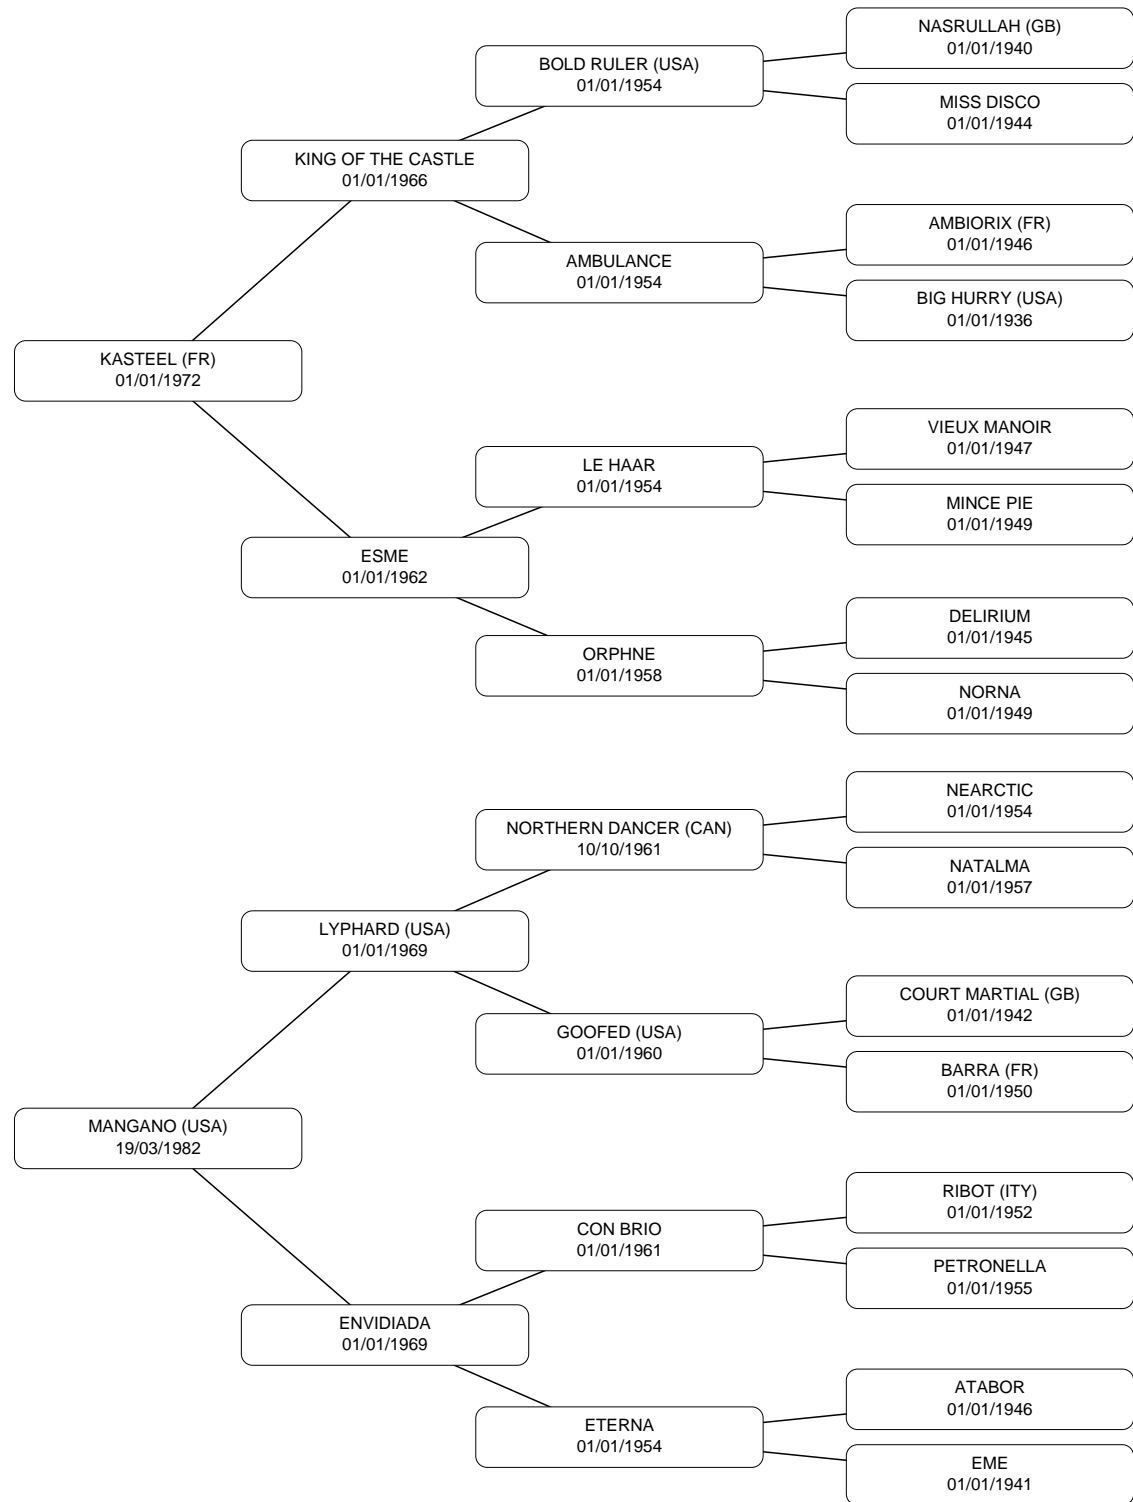 NASRULLAH (GB)
01/01/1940
BOLD RULER (USA)
01/01/1954
MISS DISCO
01/01/1944
KING OF THE CASTLE
01/01/1966
AMBIORIX (FR)
01/01/1946
AMBULANCE
01/01/1954
BIG HURRY (USA)
01/01/1936
KASTEEL (FR)
01/01/1972
VIEUX MANOIR
01/01/1947
LE HAAR
01/01/1954
MINCE PIE
01/01/1949
ESME
01/01/1962
DELIRIUM
01/01/1945
ORPHNE
01/01/1958
NORNA
01/01/1949
NEARCTIC
01/01/1954
NORTHERN DANCER (CAN)
10/10/1961
NATALMA
01/01/1957
LYPHARD (USA)
01/01/1969
COURT MARTIAL (GB)
01/01/1942
GOOFED (USA)
01/01/1960
BARRA (FR)
01/01/1950
MANGANO (USA)
19/03/1982
RIBOT (ITY)
01/01/1952
CON BRIO
01/01/1961
PETRONELLA
01/01/1955
ENVIDIADA
01/01/1969
ATABOR
01/01/1946
ETERNA
01/01/1954
EME
01/01/1941